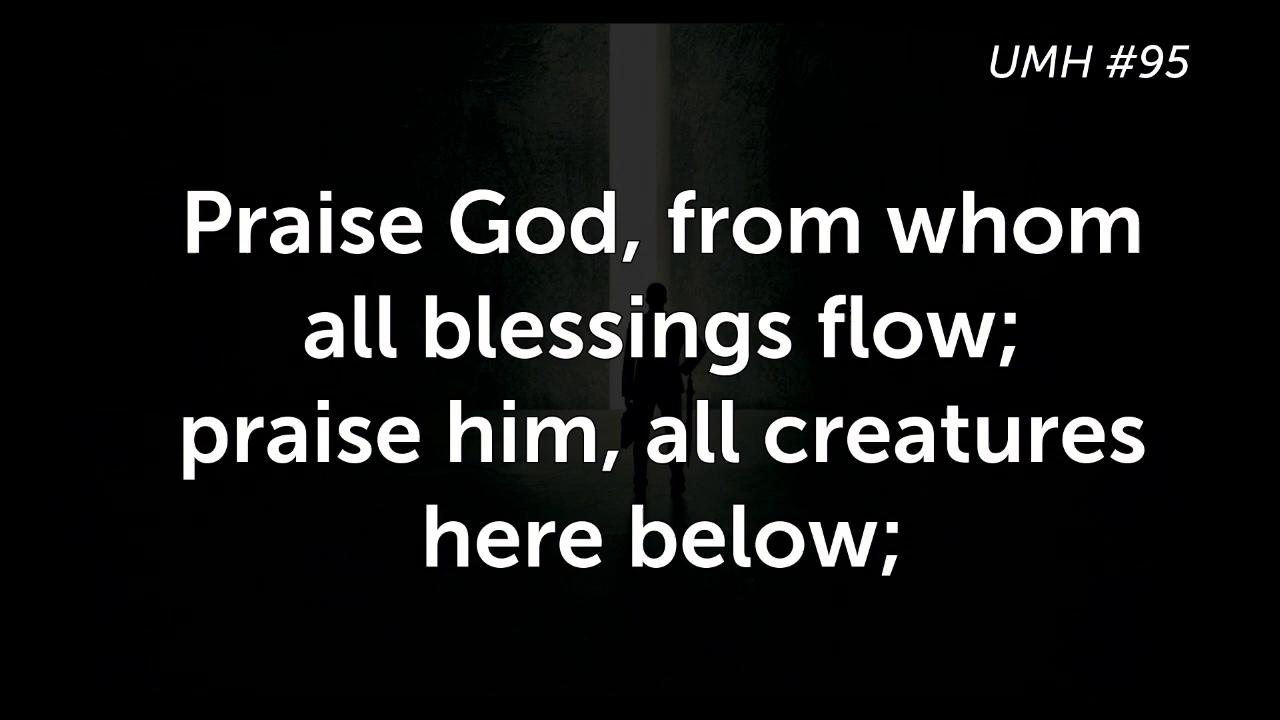 UMH #95
Praise God, from whom
all blessings flow;
praise him, all creatures
here below;